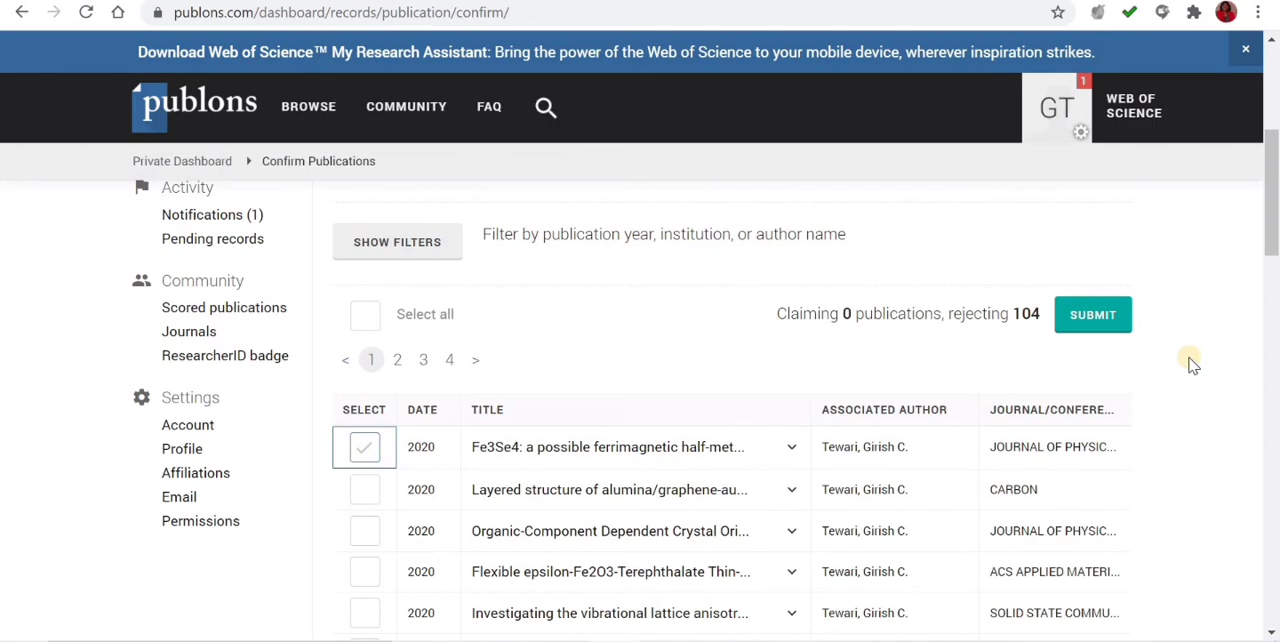 publons.com/dashboard/records/publication/confirm/
Download Web of Science™ My Research Assistant: Bring the power of the Web of Science to your mobile device, wherever inspiration strikes. ×
publons BROWSE COMMUNITY FAQ GT 1 WEB OF SCIENCE
Private Dashboard Confirm Publications
Activity
Notifications (1)
Pending records
Community
Scored publications
Journals
ResearcherID badge
Settings
Account
Profile
Affiliations
Email
Permissions
SHOW FILTERS Filter by publication year, institution, or author name
Select all Claiming 0 publications, rejecting 104 SUBMIT
< 1 2 3 4 >
SELECT DATE TITLE ASSOCIATED AUTHOR JOURNAL/CONFERE...
2020 Fe3Se4: a possible ferrimagnetic half-met... Tewari, Girish C. JOURNAL OF PHYSIC...
2020 Layered structure of alumina/graphene-au... Tewari, Girish C. CARBON
2020 Organic-Component Dependent Crystal Ori... Tewari, Girish C. JOURNAL OF PHYSIC...
2020 Flexible epsilon-Fe2O3-Terephthalate Thin-... Tewari, Girish C. ACS APPLIED MATERI...
2020 Investigating the vibrational lattice anisotr... Tewari, Girish C. SOLID STATE COMMU...